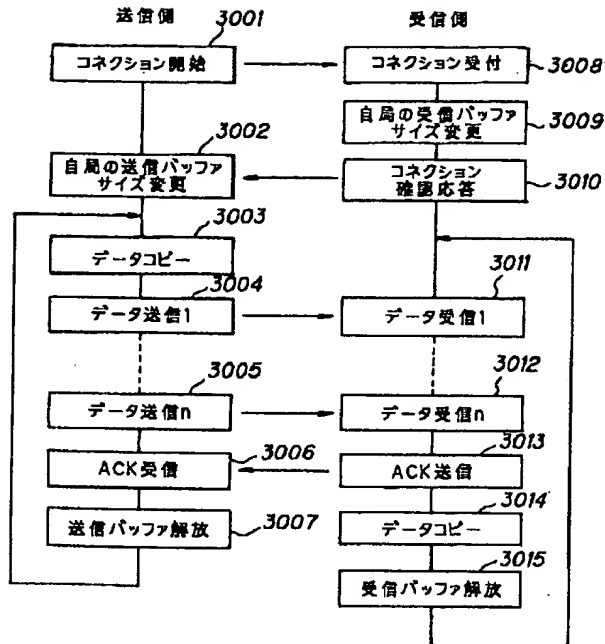 送信側
受信側
3001
コネクション開始
コネクション受付
3008
自局の受信バッファ
サイズ変更
3009
3002
自局の送信バッファ
サイズ変更
コネクション
確認応答
3010
3003
データコピー
3004
データ送信1
3011
データ受信1
3005
データ送信n
3012
データ受信n
3006
ACK受信
3013
ACK送信
3007
送信バッファ解放
3014
データコピー
3015
受信バッファ解放